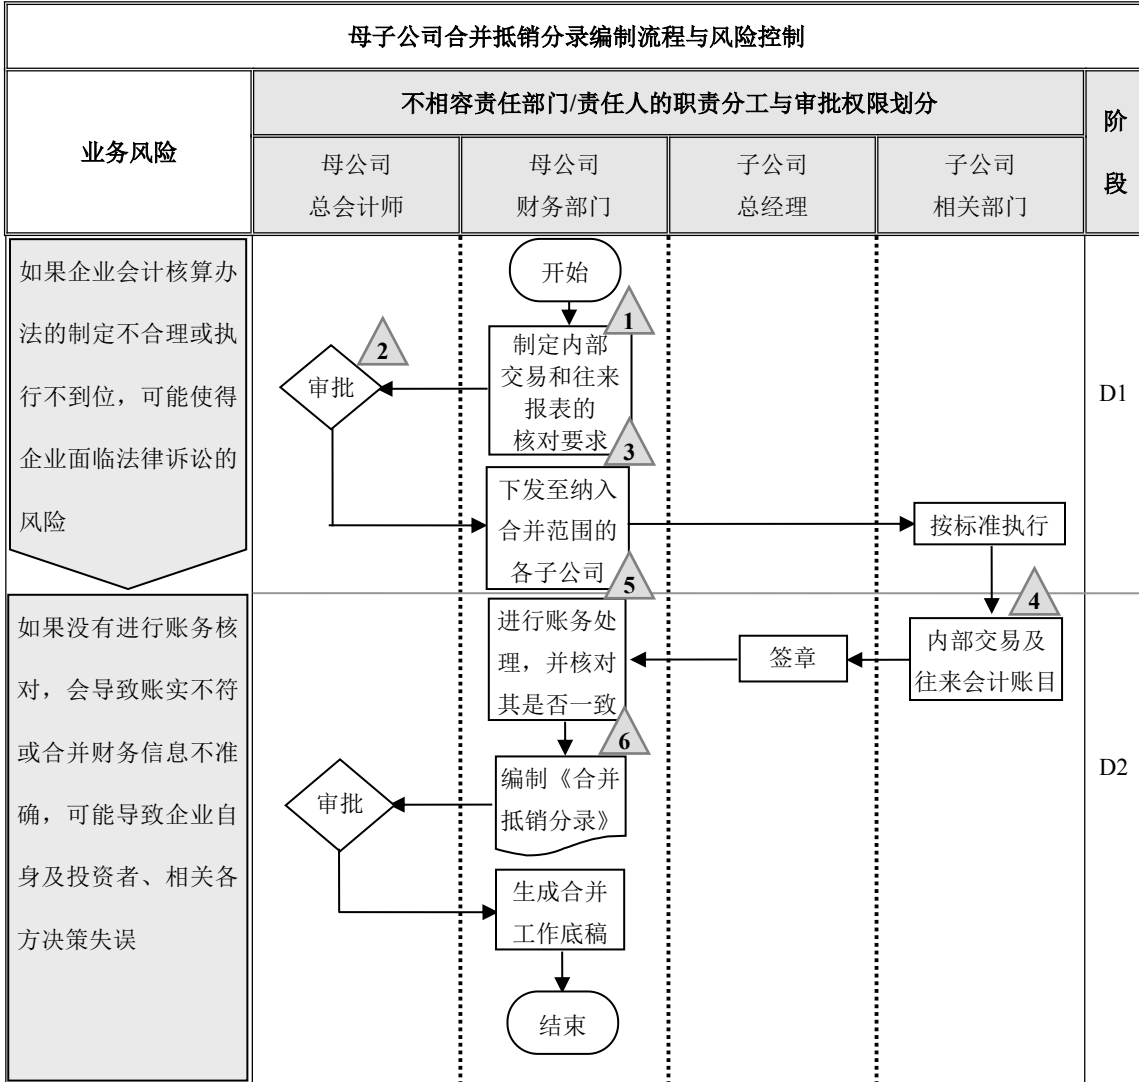 母子公司合并抵销分录编制流程与风险控制
业务风险
不相容责任部门/责任人的职责分工与审批权限划分
阶
段
母公司
总会计师
母公司
财务部门
子公司
总经理
子公司
相关部门
如果企业会计核算办
法的制定不合理或执
行不到位，可能使得
企业面临法律诉讼的
风险
开始
1
制定内部
交易和往来
报表的
核对要求
2
审批
3
下发至纳入
合并范围的
各子公司
按标准执行
D1
如果没有进行账务核
对，会导致账实不符
或合并财务信息不准
确，可能导致企业自
身及投资者、相关各
方决策失误
4
内部交易及
往来会计账目
签章
5
进行账务处
理，并核对
其是否一致
6
编制《合并
抵销分录》
审批
生成合并
工作底稿
结束
D2